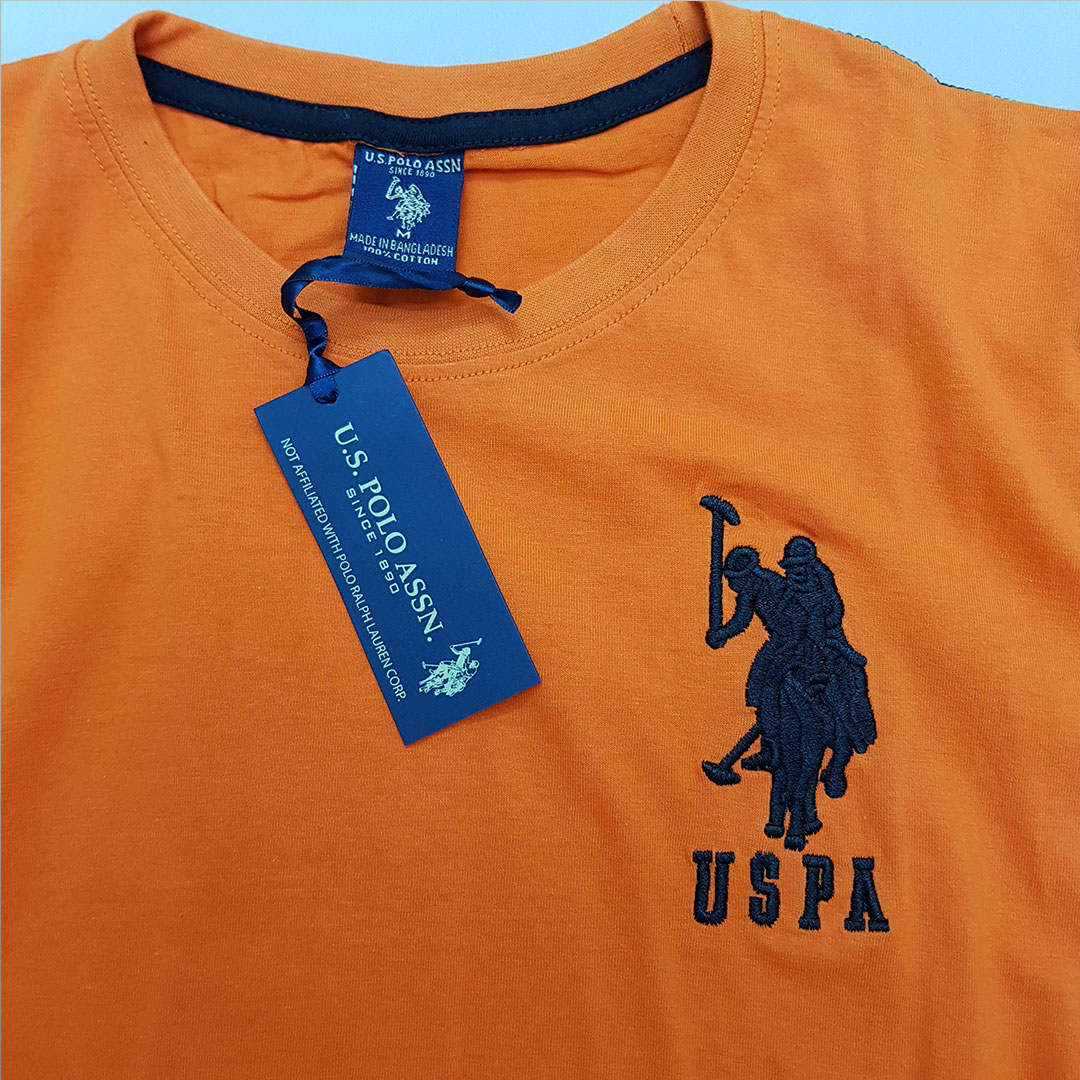 U.S. POLO ASSN
SINCE 1890
M
MADE IN BANGLADESH
100% COTTON
U.S. POLO ASSN.
SINCE 1890
NOT AFFILIATED WITH POLO RALPH LAUREN CORP.
USPA